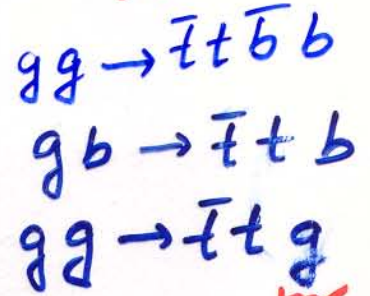 gg → t̅ t b̅ b
gb → t̅ t b
gg → t̅ t g